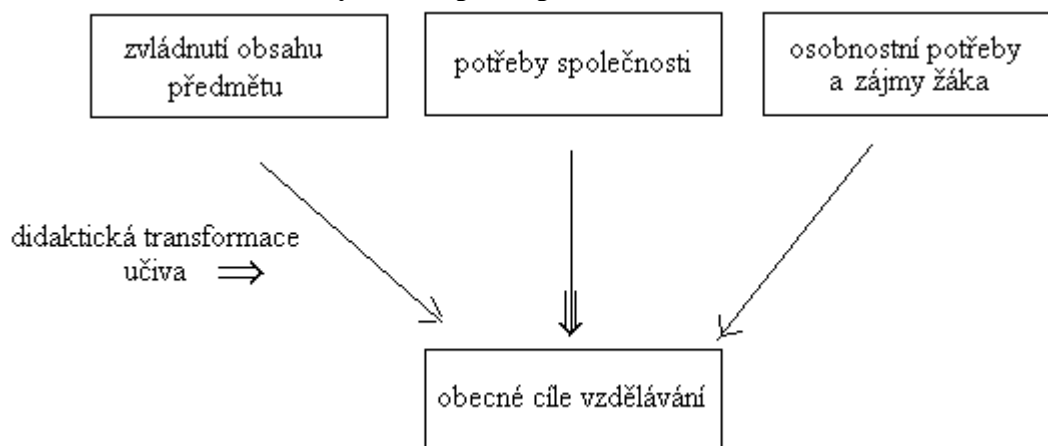 zvládnutí obsahu
předmětu
potřeby společnosti
osobnostní potřeby
a zájmy žáka
didaktická transformace
učiva ⇒
obecné cíle vzdělávání